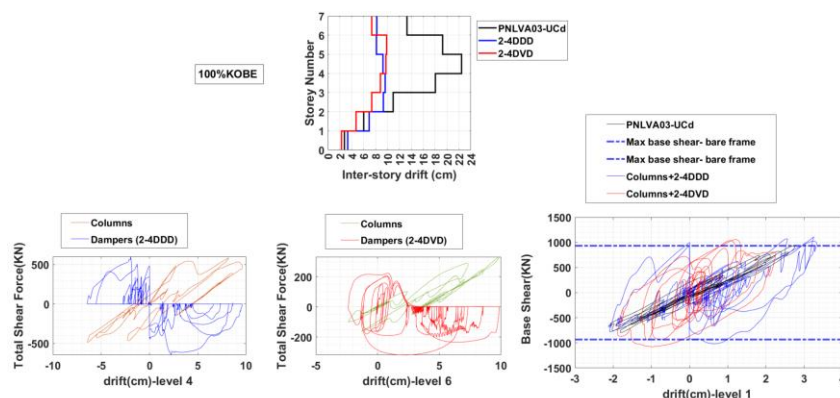 7
6
5
4
3
2
1
0
Storey Number
0 2 4 6 8 10 12 14 16 18 20 22 24
Inter-story drift (cm)
PNLVA03-UCd
2-4DDD
2-4DVD
100%KOBE
Columns
Dampers (2-4DDD)
Total Shear Force(KN)
500
0
-500
-10 -5 0 5 10
drift(cm)-level 4
Columns
Dampers (2-4DVD)
Total Shear Force(KN)
200
0
-200
-5 0 5 10
drift(cm)-level 6
PNLVA03-UCd
Max base shear- bare frame
Max base shear- bare frame
Columns+2-4DDD
Columns+2-4DVD
Base Shear(KN)
1500
1000
500
0
-500
-1000
-1500
-3 -2 -1 0 1 2 3
drift(cm)-level 1